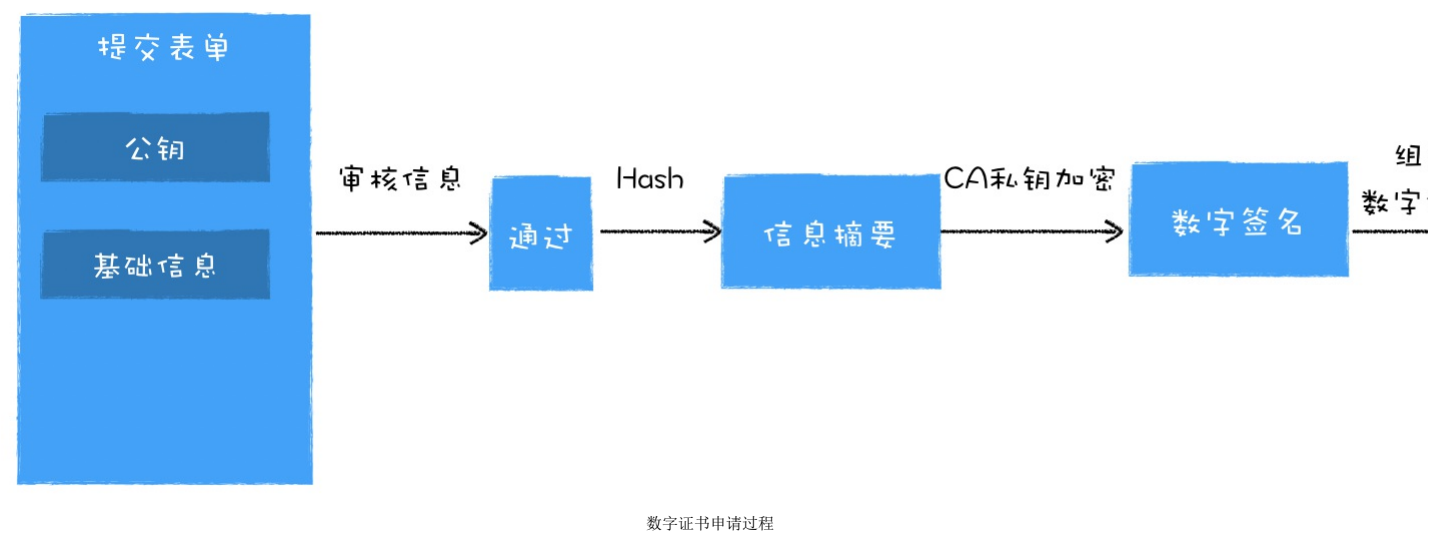 提交表单
公钥
基础信息
审核信息
通过
Hash
信息摘要
CA私钥加密
数字签名
组
数字
数字证书申请过程